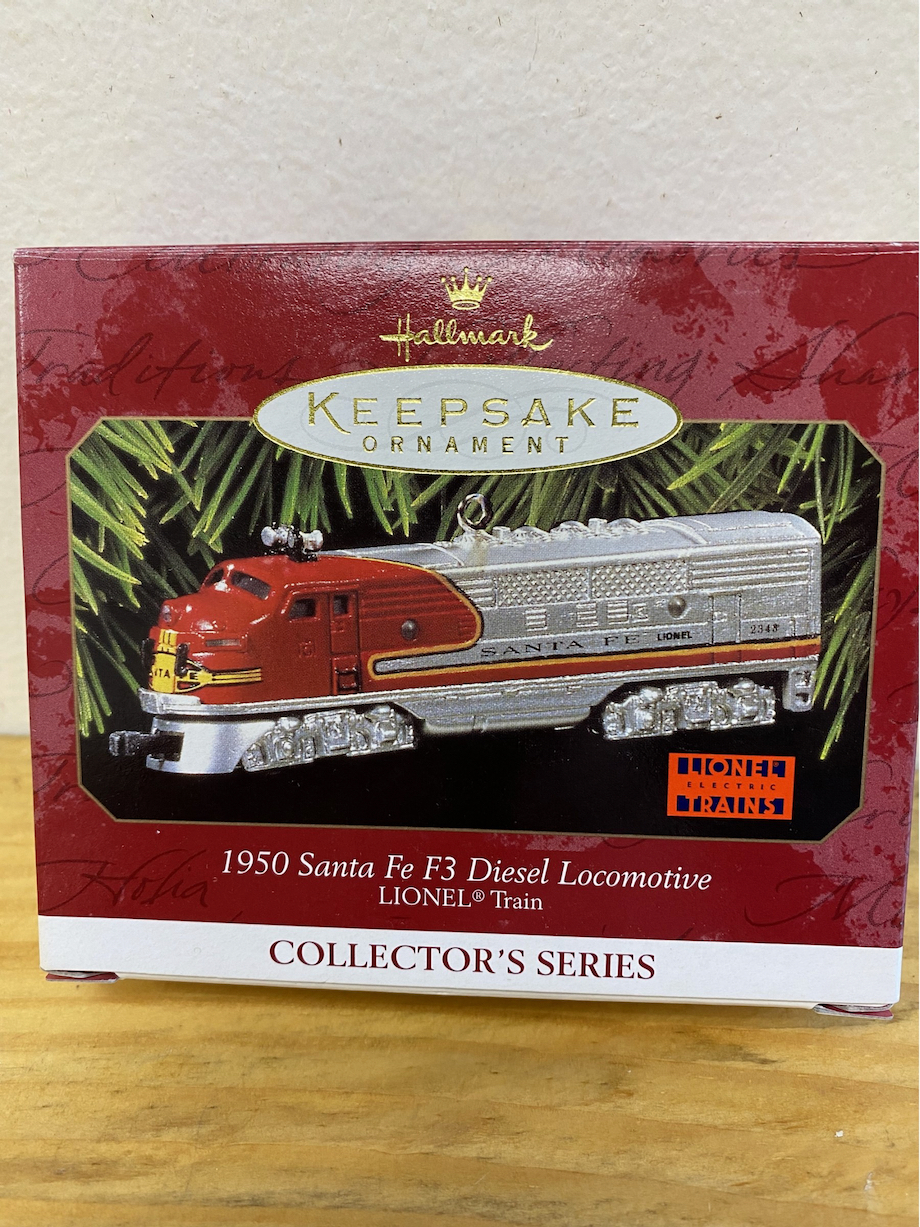 Hallmark
KEEPSAKE
ORNAMENT
SANTA FE
LIONEL
2343
LIONEL
ELECTRIC
TRAINS
1950 Santa Fe F3 Diesel Locomotive
LIONEL® Train
COLLECTOR'S SERIES